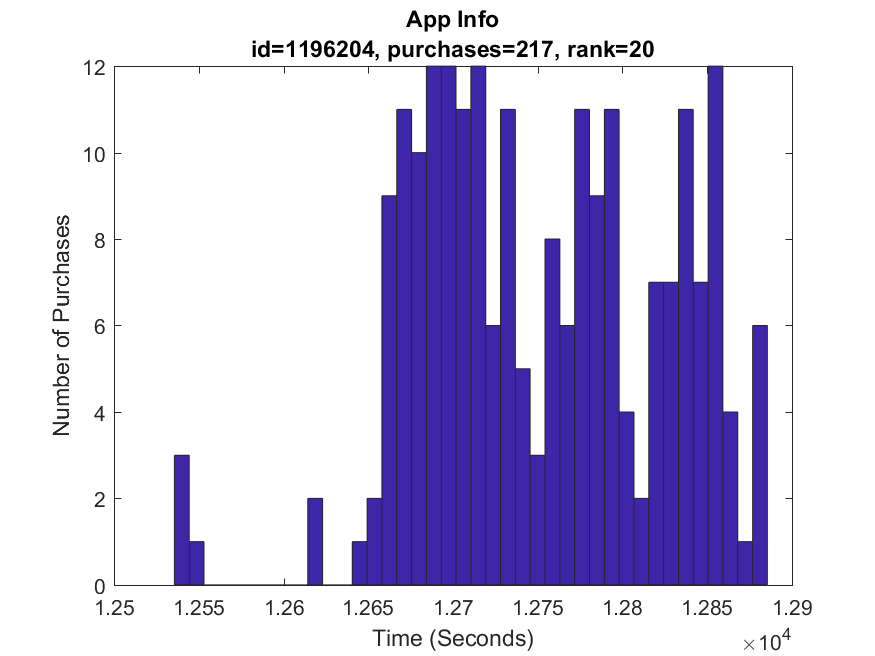 App Info
id=1196204, purchases=217, rank=20
12
10
8
6
4
2
0
Number of Purchases
1.25 1.255 1.26 1.265 1.27 1.275 1.28 1.285 1.29
Time (Seconds)
×10⁴